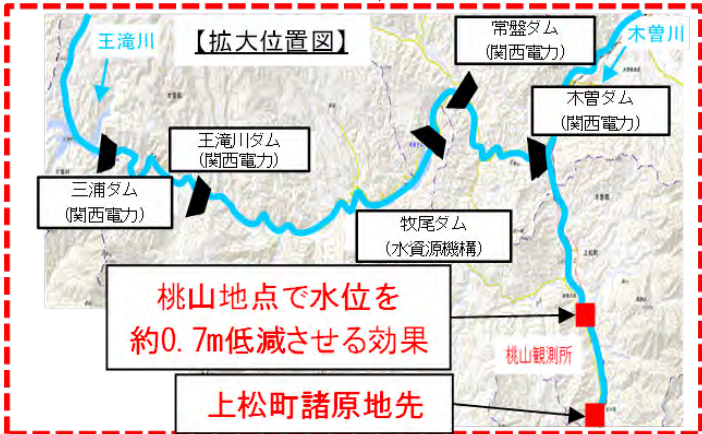 王滝川
【拡大位置図】
常盤ダム
(関西電力)
木曽川
木曽ダム
(関西電力)
王滝川ダム
(関西電力)
三浦ダム
(関西電力)
牧尾ダム
(水資源機構)
桃山地点で水位を
約0.7m低減させる効果
桃山観測所
上松町諸原地先
上松町